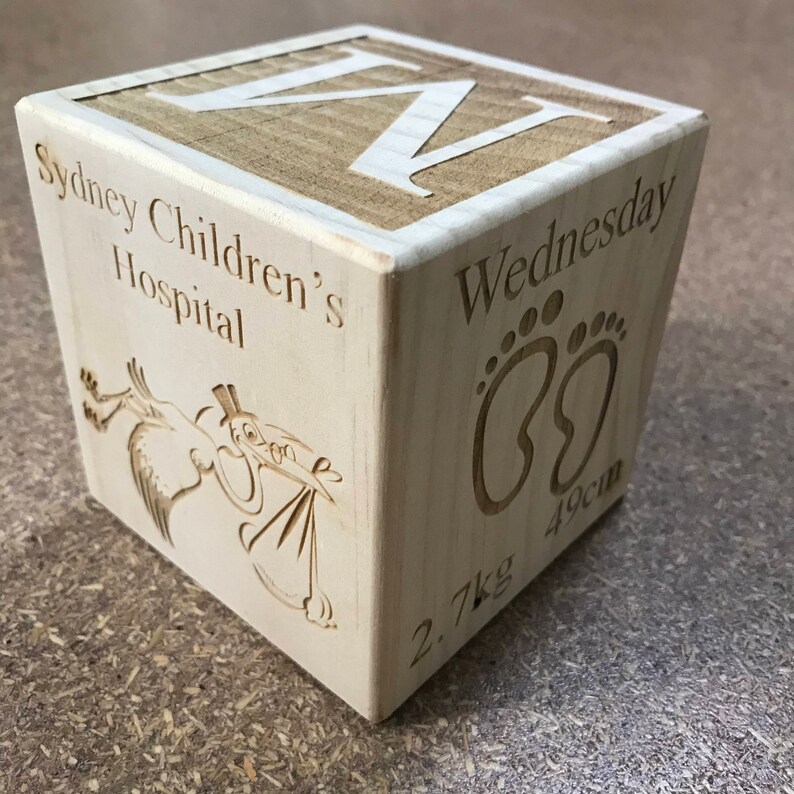 M
Sydney Children's
Hospital
Wednesday
2.7kg 49cm